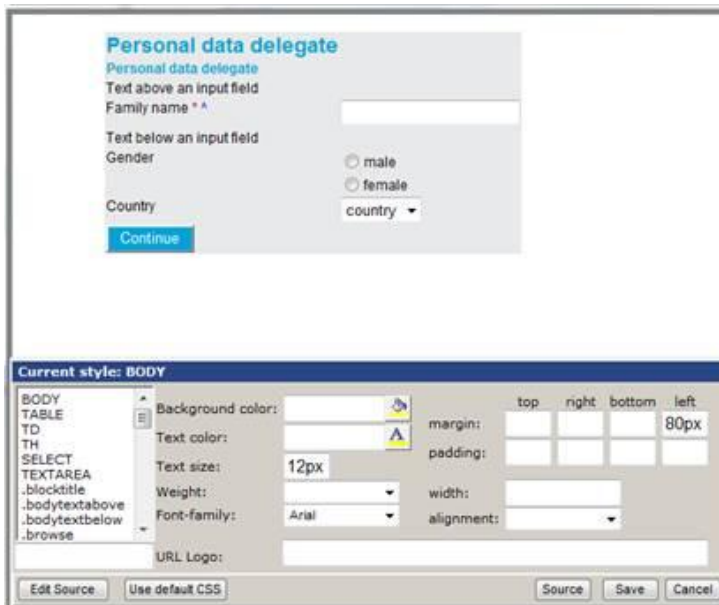 Personal data delegate
Personal data delegate
Text above an input field
Family name * ^
Text below an input field
Gender
male
female
Country
country
Continue
Current style: BODY
BODY
TABLE
TD
TH
SELECT
TEXTAREA
.blocktitle
.bodytextabove
.bodytextbelow
.browse
Background color:
Text color:
A
Text size:
12px
Weight:
Font-family:
Arial
URL Logo:
top right bottom left
margin:
80px
padding:
width:
alignment:
Edit Source
Use default CSS
Source
Save
Cancel